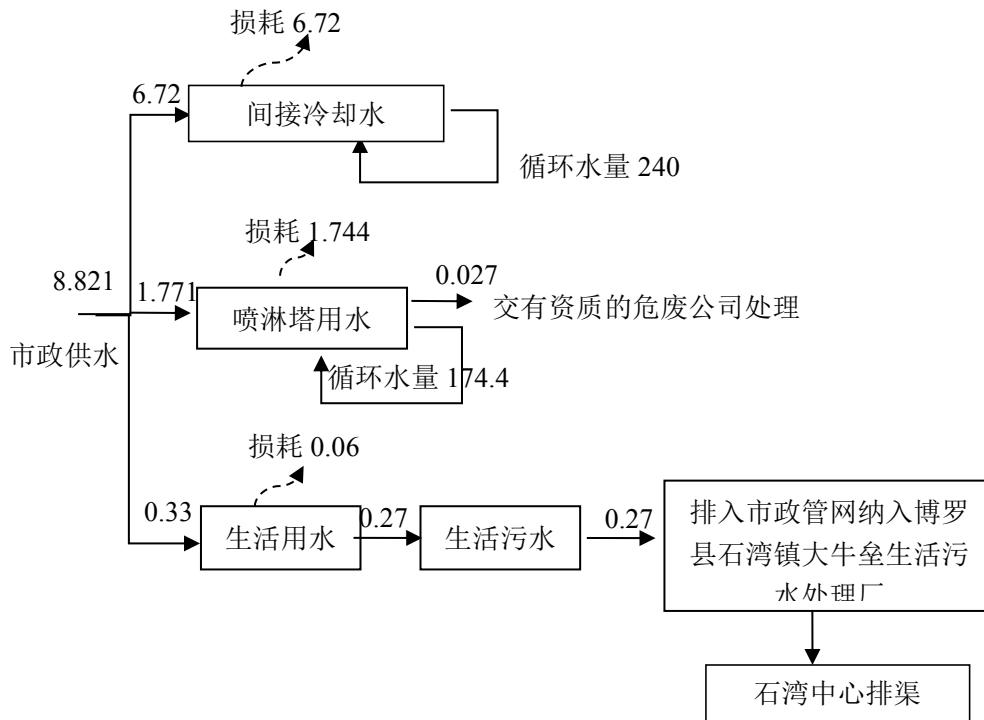 损耗 6.72
6.72
间接冷却水
循环水量 240
损耗 1.744
8.821
1.771
0.027
喷淋塔用水
交有资质的危废公司处理
市政供水
循环水量 174.4
损耗 0.06
0.33
生活用水
0.27
生活污水
0.27
排入市政管网纳入博罗
县石湾镇大牛垒生活污
水处理厂
石湾中心排渠